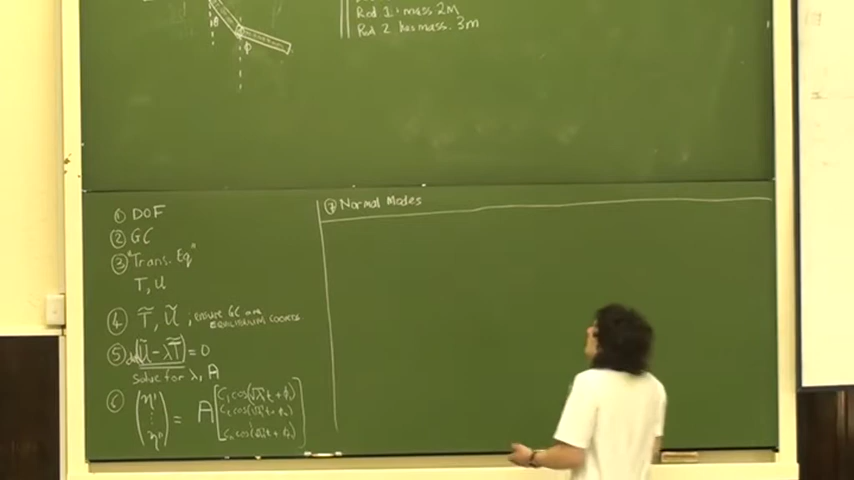 θ
φ
Rod 1: mass 2m
Rod 2 has mass 3m
① DOF
② GC
③ "Trans. Eqⁿ"
T, U
④ T̃, Ũ ; ensure GC are
equilibrium coords.
⑤ det(Ũ - λT̃) = 0
Solve for λ, A
⑥ (η¹ ⋮ ηⁿ) = A [C₁cos(√λ₁t + φ₁)
C₂cos(√λ₂t + φ₂)
⋮
Cₙcos(√λₙt + φₙ)]
⑦ Normal Modes